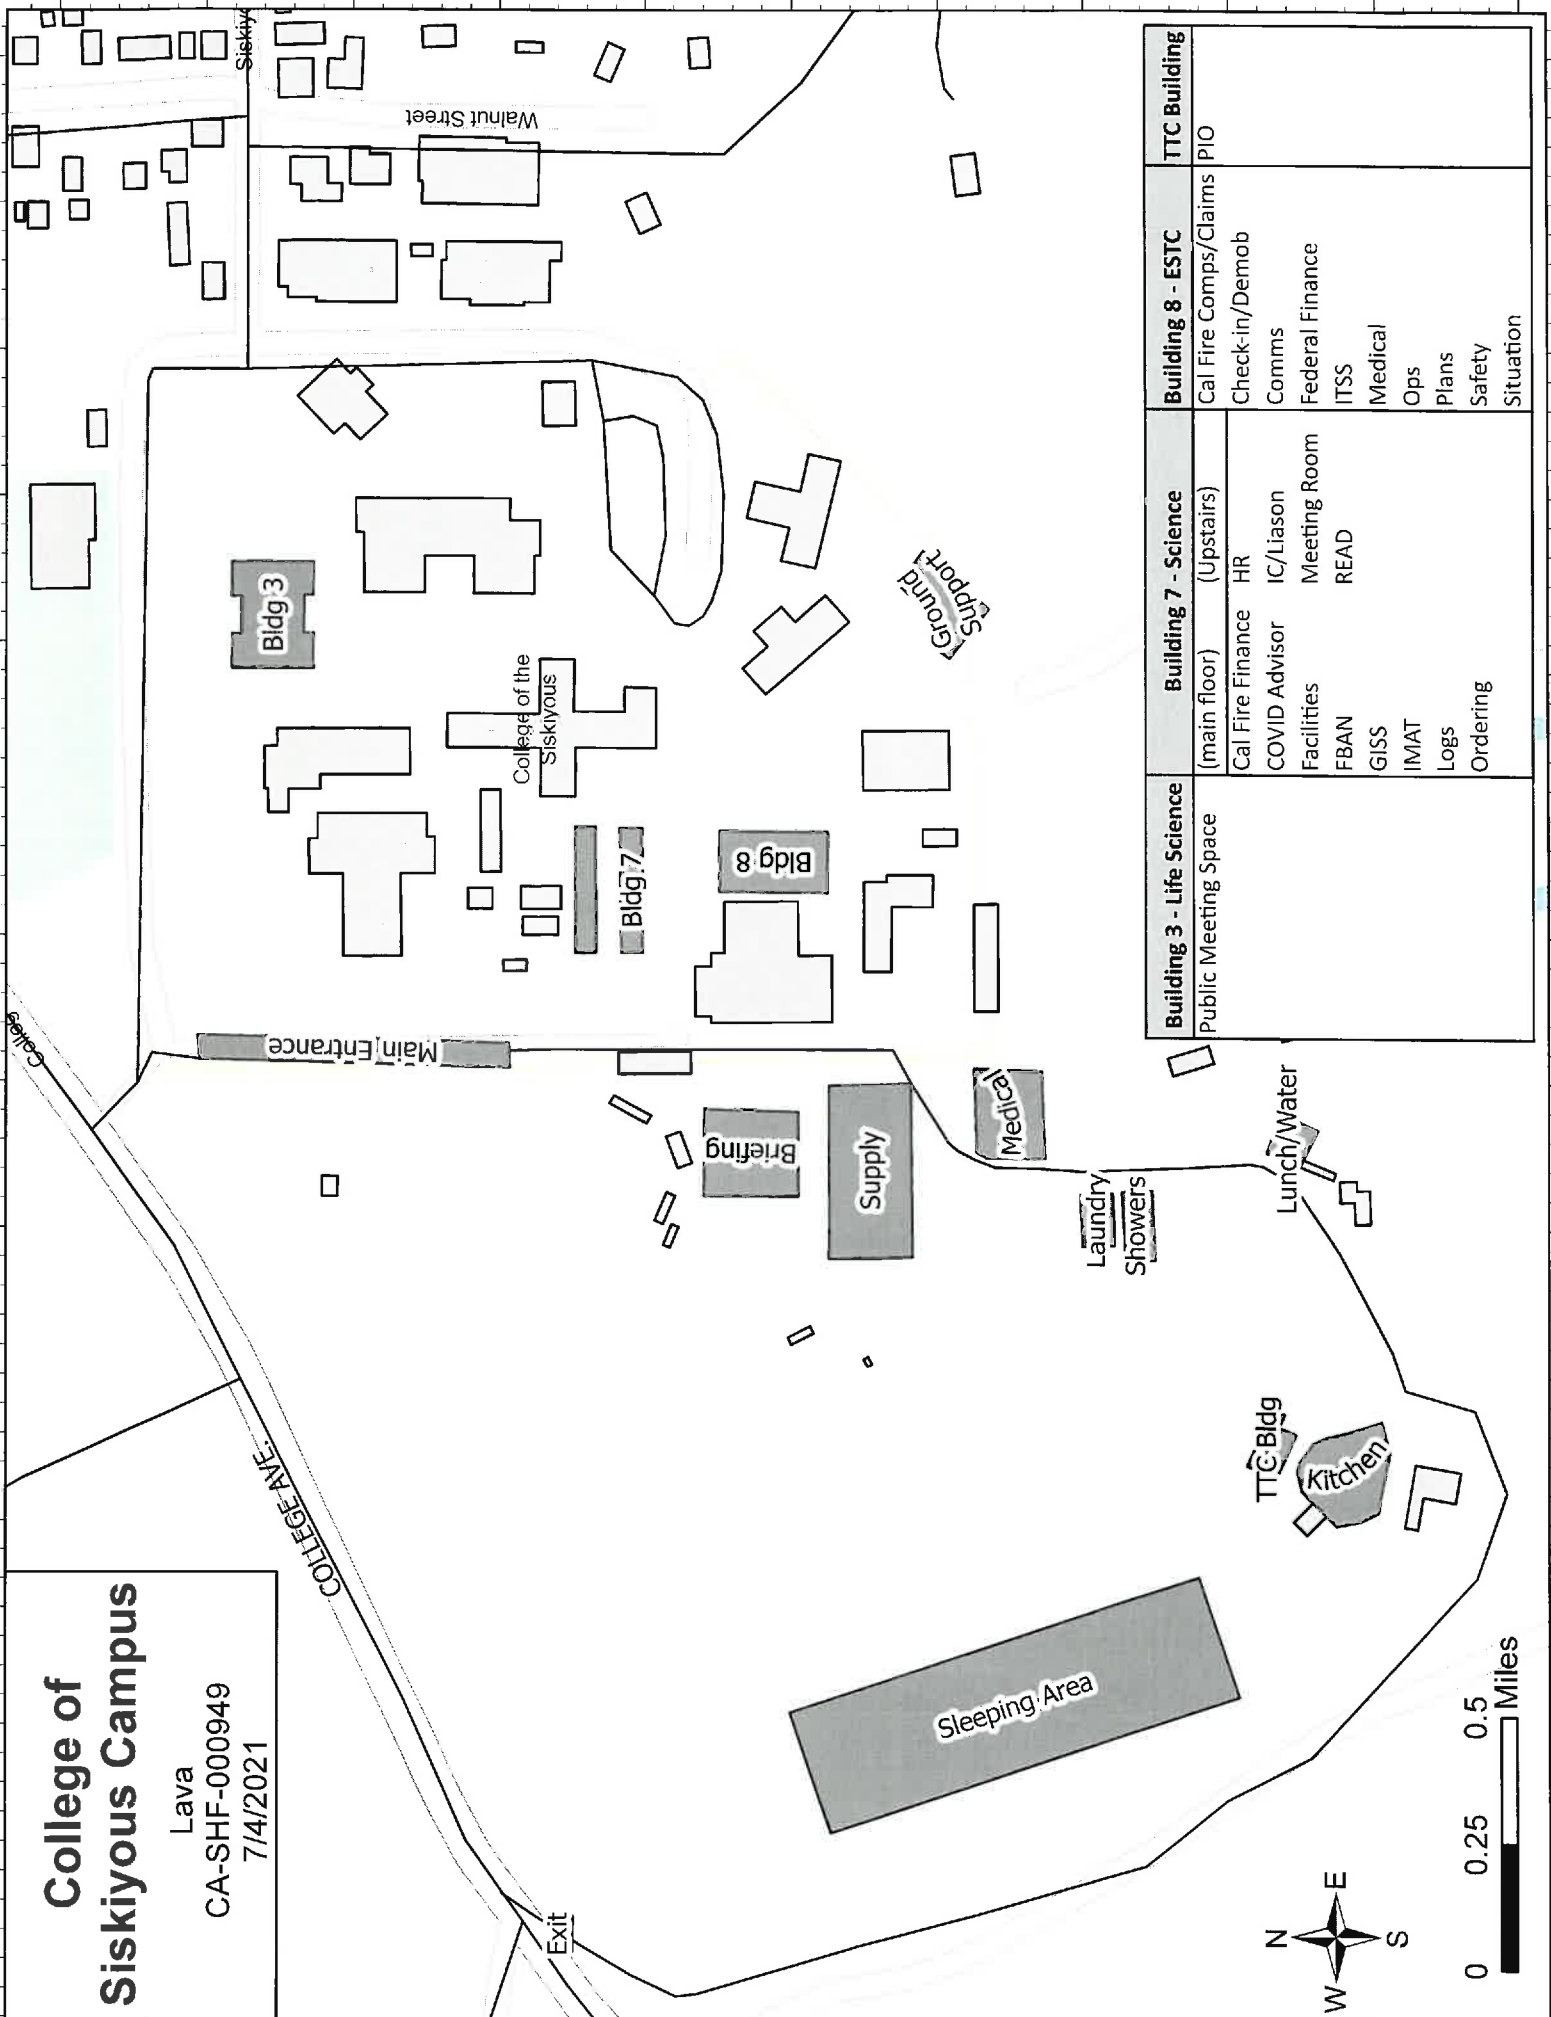 College of
Siskiyous Campus
Lava
CA-SHF-000949
7/4/2021
COLLEGE AVE.
Colleg
Siskiy
Walnut Street
Bldg 3
College of the
Siskiyous
Main Entrance
Bldg 7
Bldg 8
Briefing
Supply
Ground
Support
Medical
Laundry
Showers
Lunch/Water
TTC Bldg
Kitchen
Sleeping Area
Exit
N
W
E
S
0 0.25 0.5
Miles
Building 3 - Life Science Building 7 - Science Building 8 - ESTC TTC Building
Public Meeting Space (main floor) (Upstairs) Cal Fire Comps/Claims PIO
Cal Fire Finance HR Check-in/Demob
COVID Advisor IC/Liason Comms
Facilities Meeting Room Federal Finance
FBAN READ ITSS
GISS Medical
IMAT Ops
Logs Plans
Ordering Safety
Situation